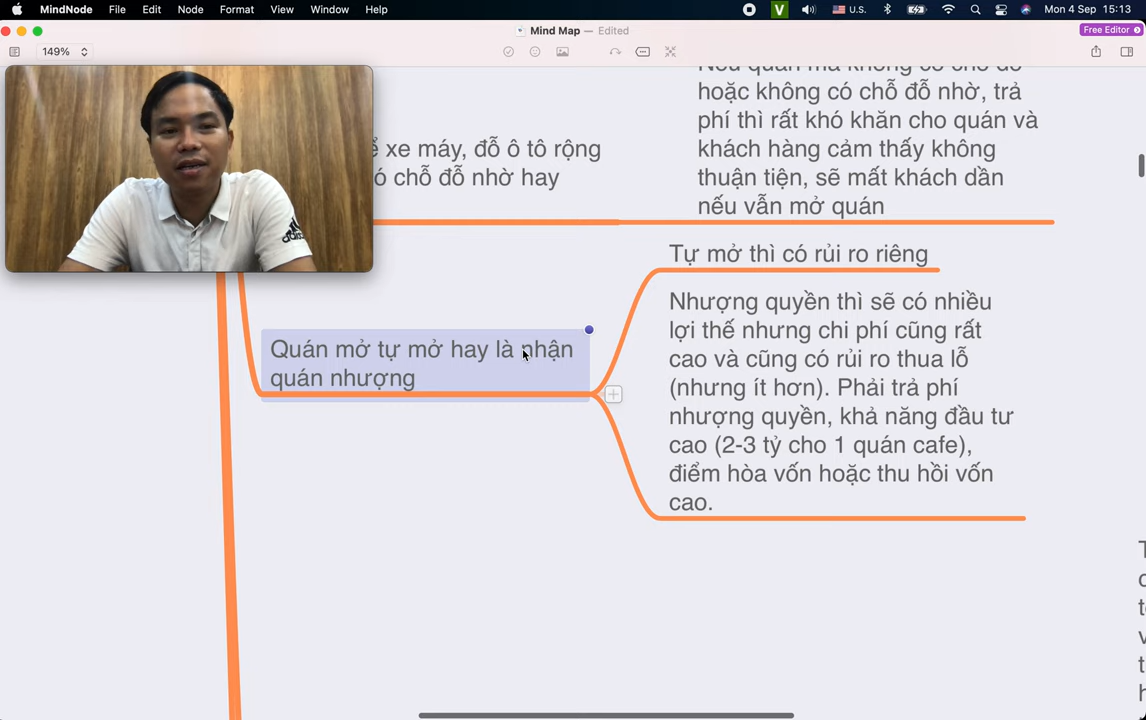 MindNode File Edit Node Format View Window Help V U.S. Mon 4 Sep 15:13
Mind Map — Edited
Free Editor
149%
hoặc không có chỗ đỗ nhờ, trả
phí thì rất khó khăn cho quán và
khách hàng cảm thấy không
thuận tiện, sẽ mất khách dần
nếu vẫn mở quán
xe máy, đỗ ô tô rộng
ó chỗ đỗ nhờ hay
adidas
Tự mở thì có rủi ro riêng
Quán mở tự mở hay là nhận
quán nhượng
Nhượng quyền thì sẽ có nhiều
lợi thế nhưng chi phí cũng rất
cao và cũng có rủi ro thua lỗ
(nhưng ít hơn). Phải trả phí
nhượng quyền, khả năng đầu tư
cao (2-3 tỷ cho 1 quán cafe),
điểm hòa vốn hoặc thu hồi vốn
cao.